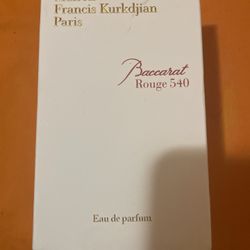 Francis Kurkdjian
Paris
Baccarat
Rouge 540
Eau de parfum